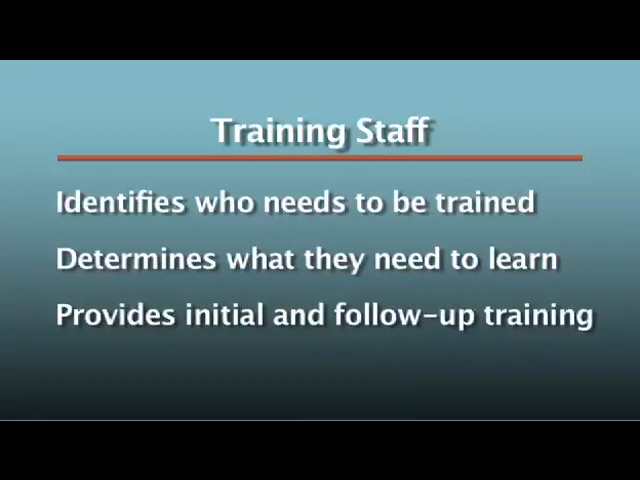 Training Staff
Identifies who needs to be trained
Determines what they need to learn
Provides initial and follow-up training